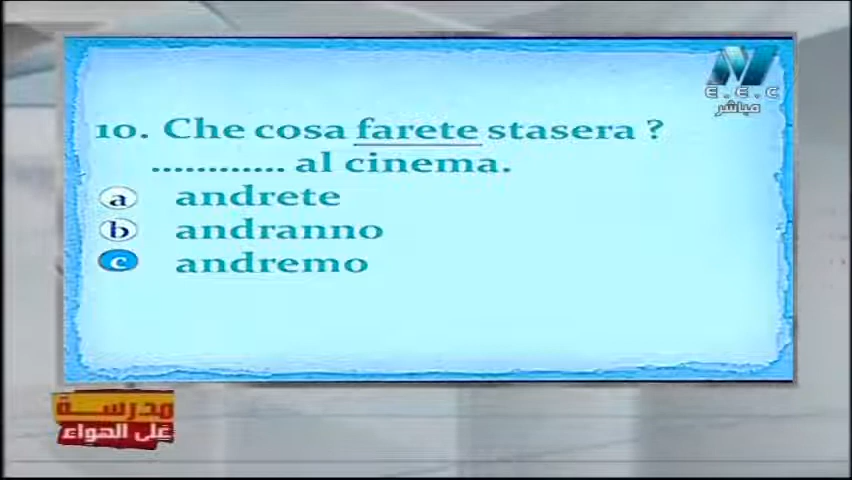 10. Che cosa farete stasera ?
............ al cinema.
a andrete
b andranno
c andremo
E.E.C
مباشر
مدرسة
على الهواء